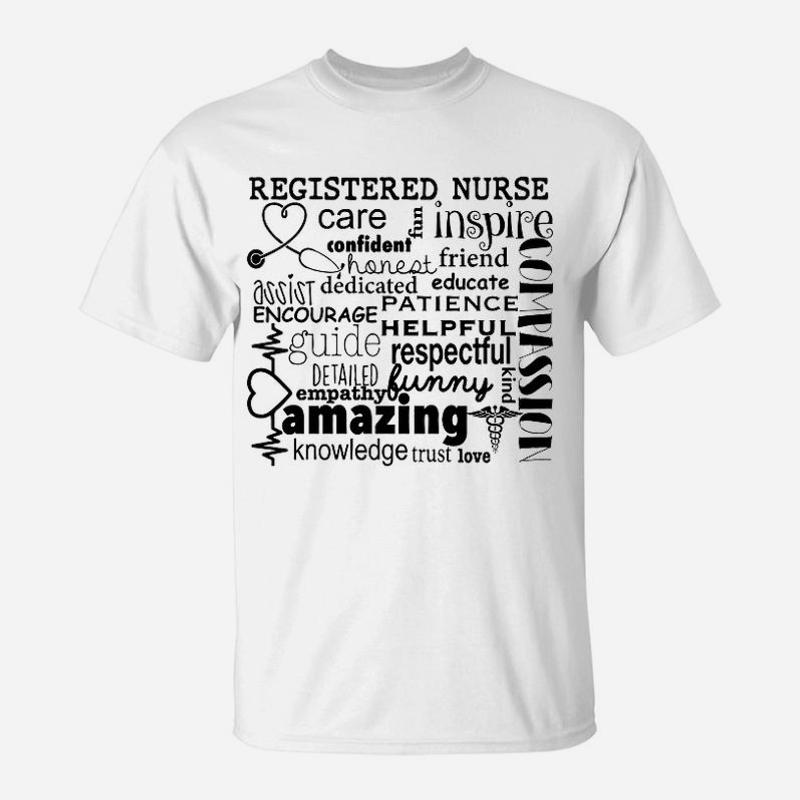 REGISTERED NURSE
care fun inspire
confident
honest friend
dedicated educate
assist PATIENCE
ENCOURAGE HELPFUL
guide respectful
DETAILED funny kind
empathy
amazing
knowledge trust love
COMPASSION